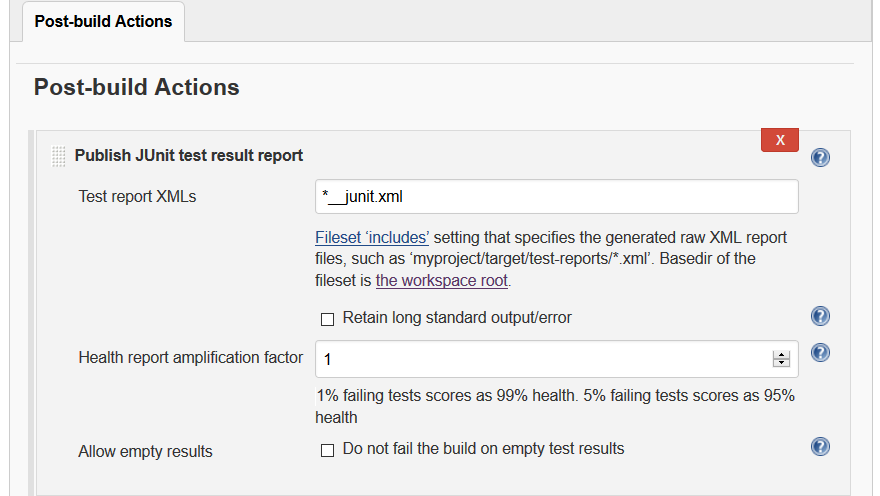 Post-build Actions
Post-build Actions
Publish JUnit test result report
X
Test report XMLs
*__junit.xml
Fileset ‘includes’ setting that specifies the generated raw XML report
files, such as ‘myproject/target/test-reports/*.xml’. Basedir of the
fileset is the workspace root.
Retain long standard output/error
Health report amplification factor
1
1% failing tests scores as 99% health. 5% failing tests scores as 95%
health
Allow empty results
Do not fail the build on empty test results